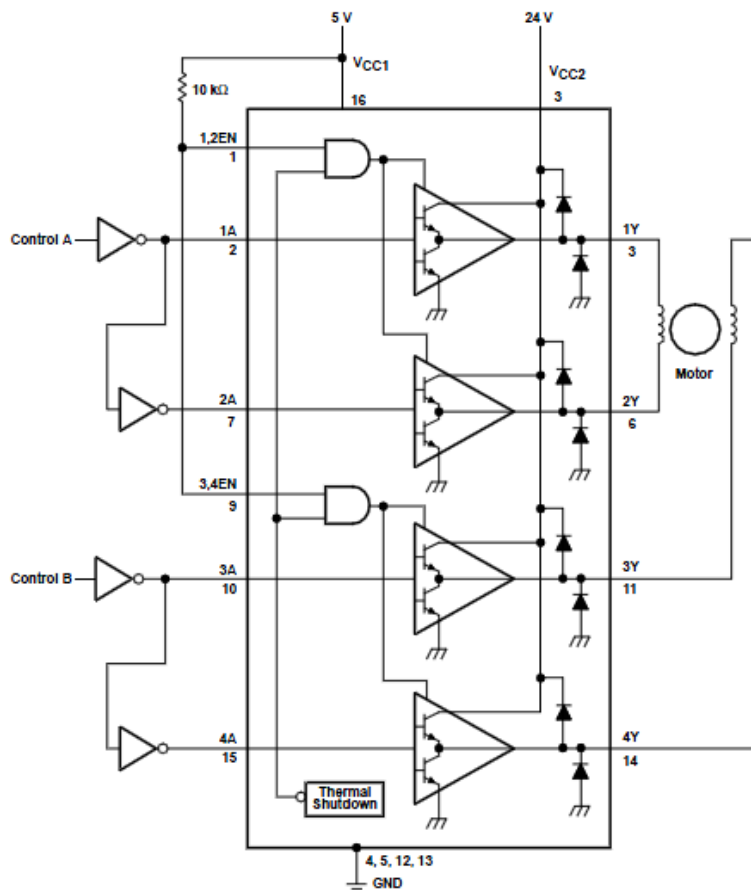 5 V
24 V
VCC1
VCC2
10 kΩ
16
3
1,2EN
1
Control A
1A
2
1Y
3
Motor
2A
7
2Y
6
3,4EN
9
Control B
3A
10
3Y
11
4A
15
4Y
14
Thermal
Shutdown
4, 5, 12, 13
GND